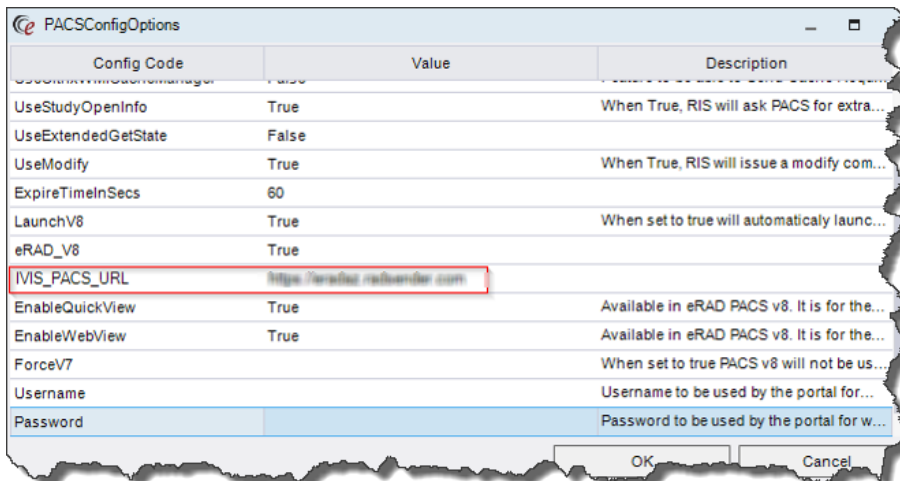 PACSConfigOptions
Config Code Value Description
UseStudyOpenInfo True When True, RIS will ask PACS for extra...
UseExtendedGetState False
UseModify True When True, RIS will issue a modify com...
ExpireTimeInSecs 60
LaunchV8 True When set to true will automaticaly launc...
eRAD_V8 True
IVIS_PACS_URL
EnableQuickView True Available in eRAD PACS v8. It is for the...
EnableWebView True Available in eRAD PACS v8. It is for the...
ForceV7 When set to true PACS v8 will not be us...
Username Username to be used by the portal for...
Password Password to be used by the portal for w...
OK Cancel